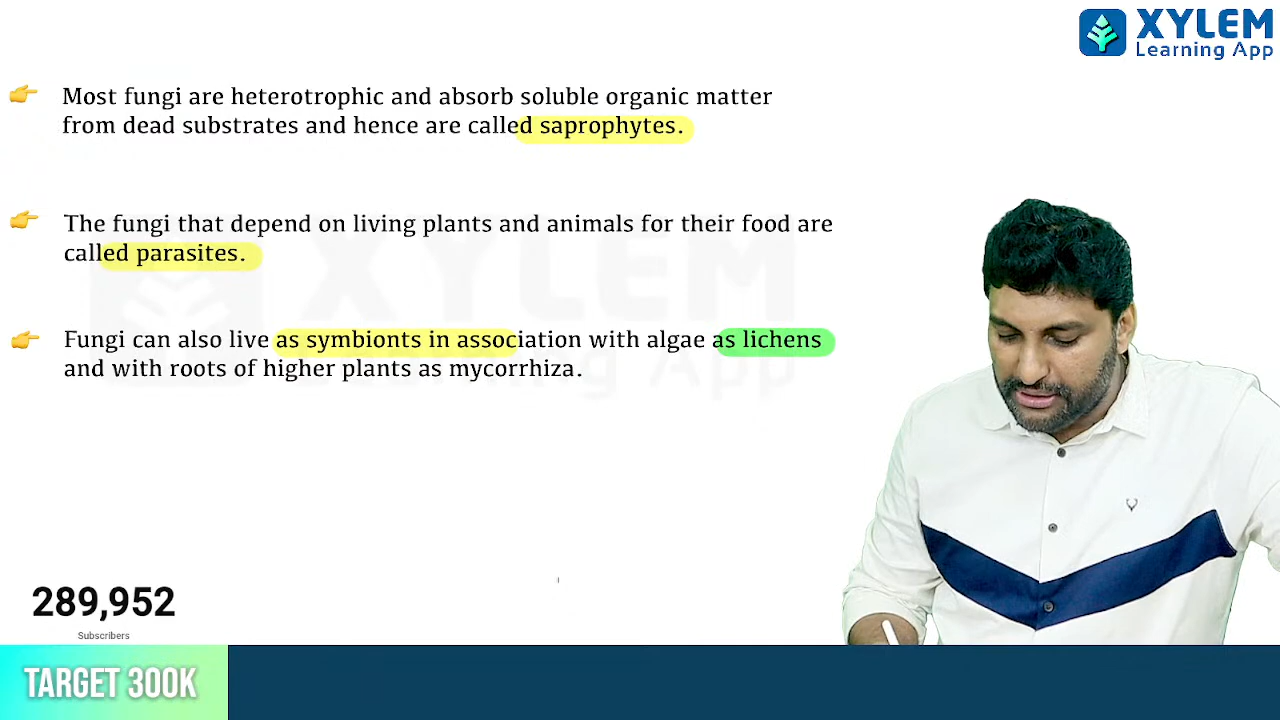 XYLEM
Learning App
Most fungi are heterotrophic and absorb soluble organic matter
from dead substrates and hence are called saprophytes.
The fungi that depend on living plants and animals for their food are
called parasites.
Fungi can also live as symbionts in association with algae as lichens
and with roots of higher plants as mycorrhiza.
XYLEM
Learning App
289,952
Subscribers
TARGET 300K